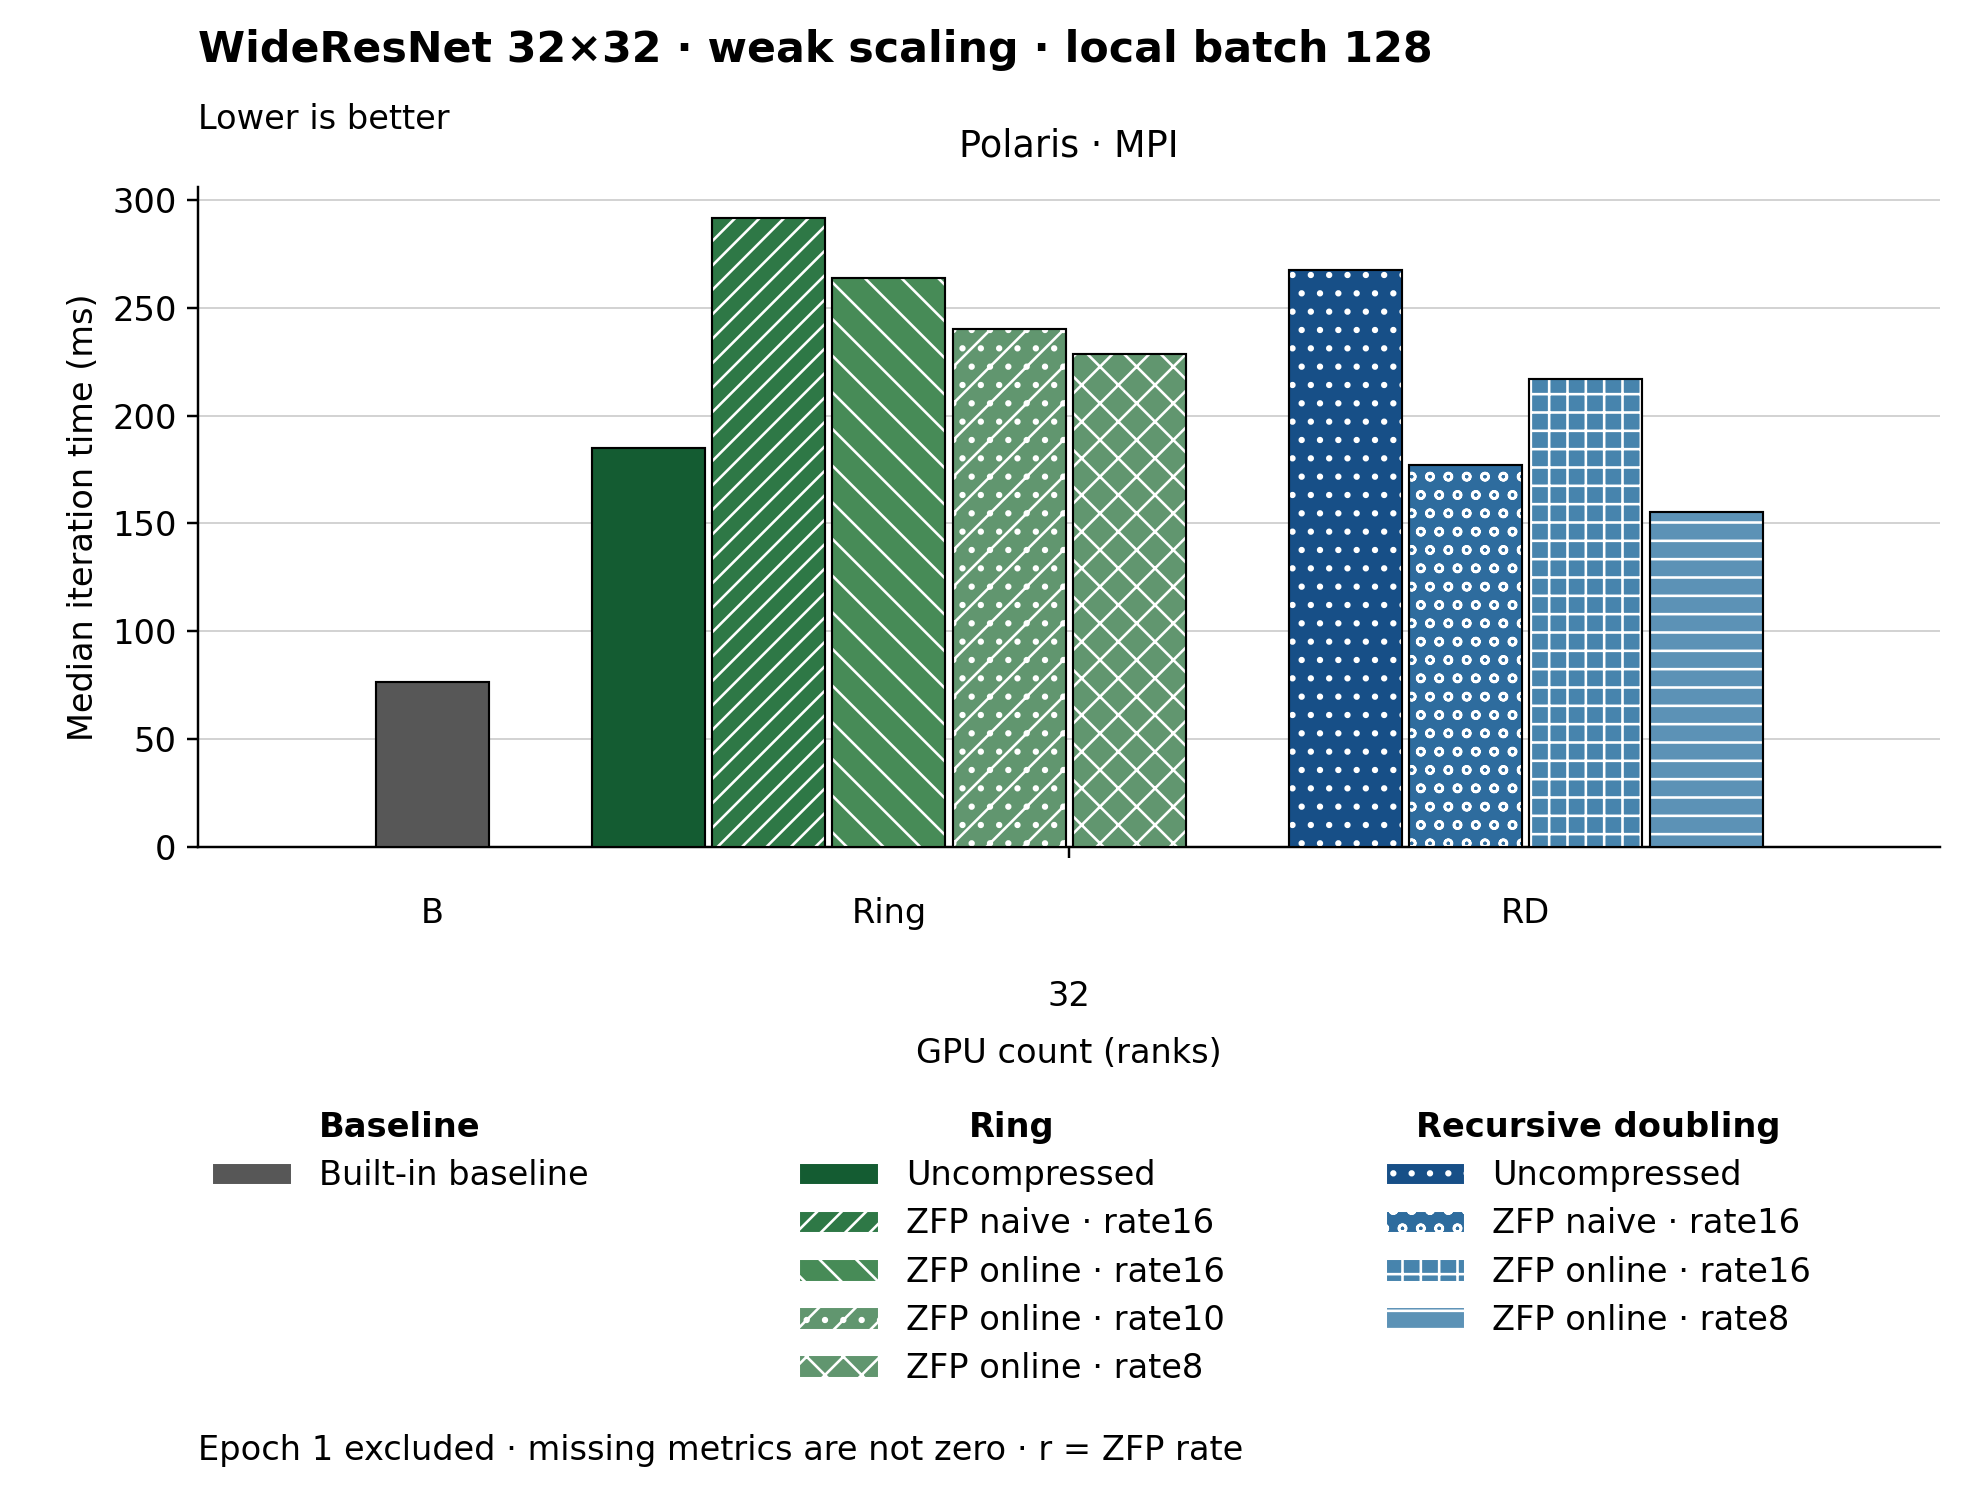 WideResNet 32×32 · weak scaling · local batch 128
Lower is better
Polaris · MPI
Median iteration time (ms)
300
250
200
150
100
50
0
B Ring RD
32
GPU count (ranks)
Baseline
Built-in baseline
Ring
Uncompressed
ZFP naive · rate16
ZFP online · rate16
ZFP online · rate10
ZFP online · rate8
Recursive doubling
Uncompressed
ZFP naive · rate16
ZFP online · rate16
ZFP online · rate8
Epoch 1 excluded · missing metrics are not zero · r = ZFP rate